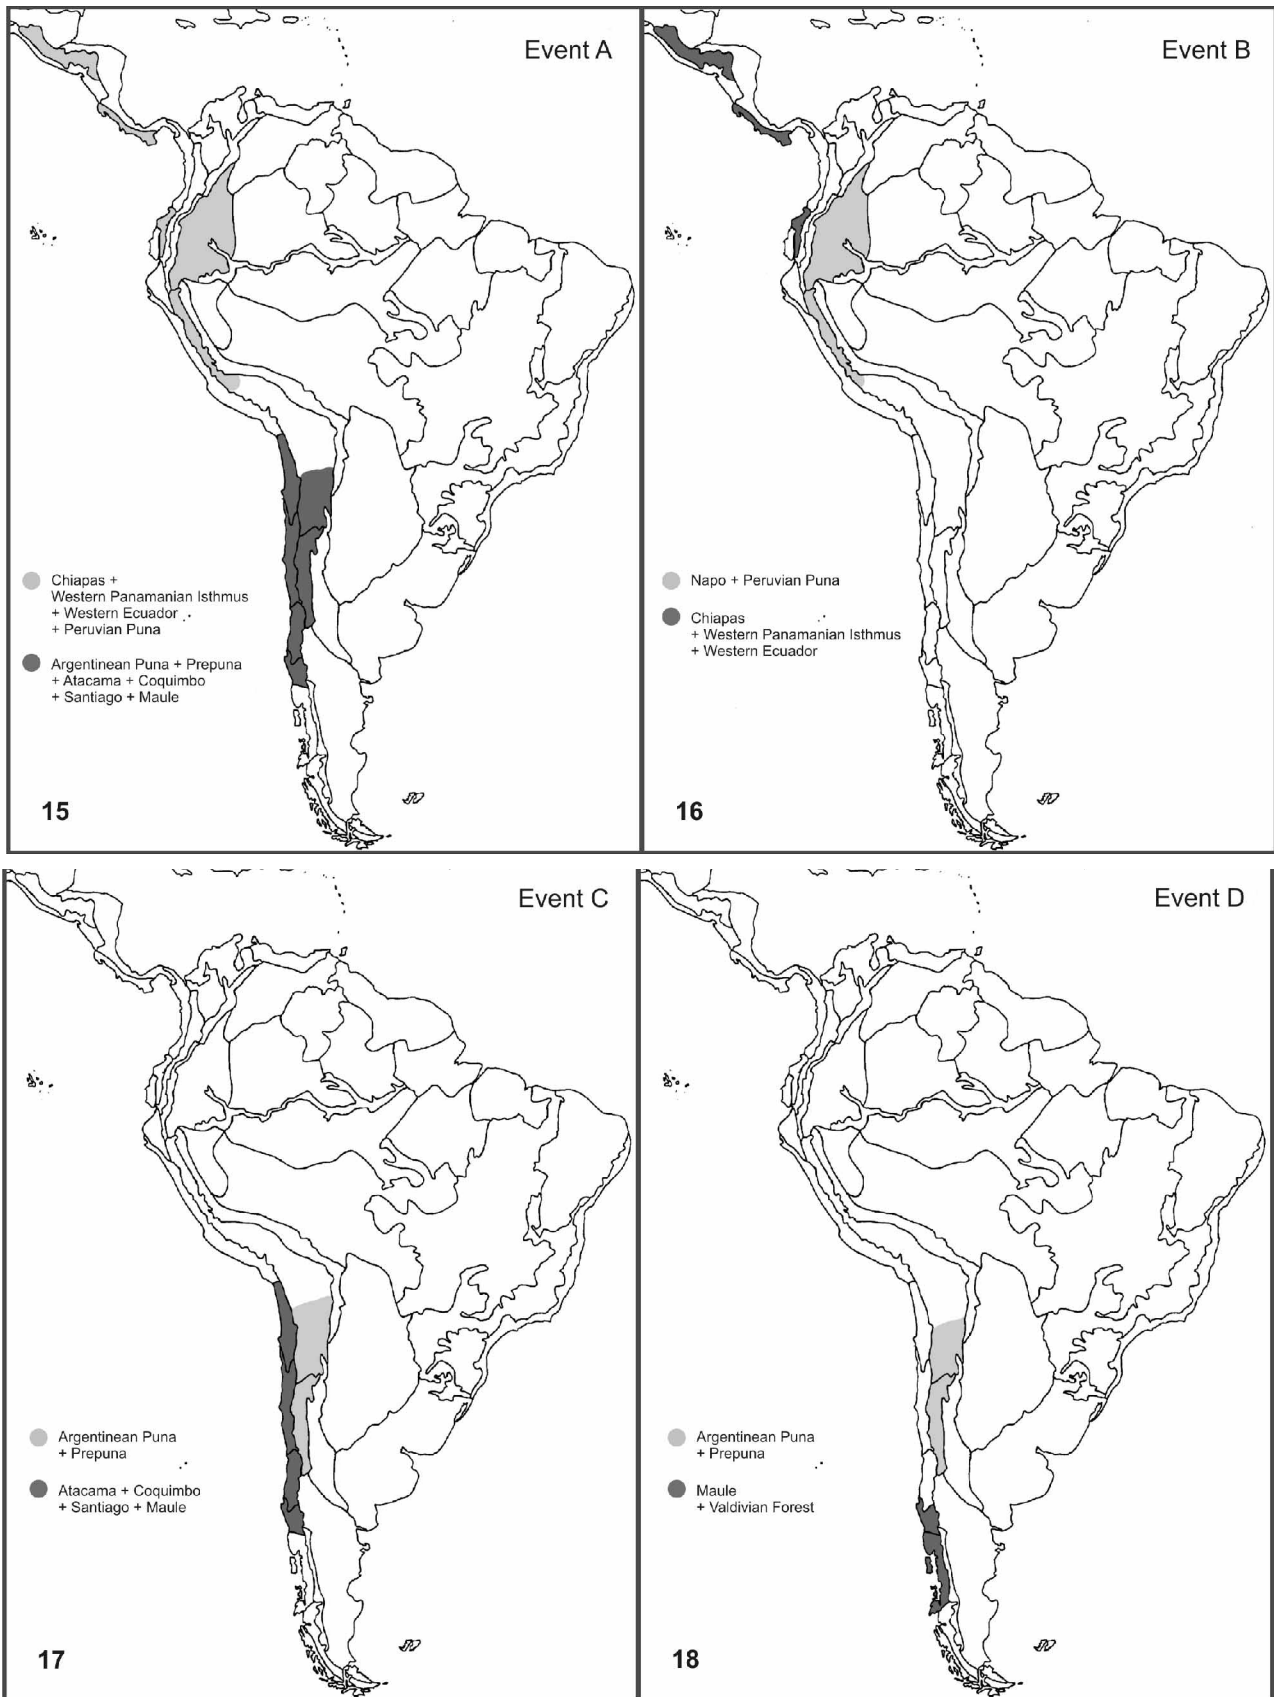 Event A
Chiapas +
Western Panamanian Isthmus
+ Western Ecuador
+ Peruvian Puna
Argentinean Puna + Prepuna
+ Atacama + Coquimbo
+ Santiago + Maule
15
Event B
Napo + Peruvian Puna
Chiapas
+ Western Panamanian Isthmus
+ Western Ecuador
16
Event C
Argentinean Puna
+ Prepuna
Atacama + Coquimbo
+ Santiago + Maule
17
Event D
Argentinean Puna
+ Prepuna
Maule
+ Valdivian Forest
18